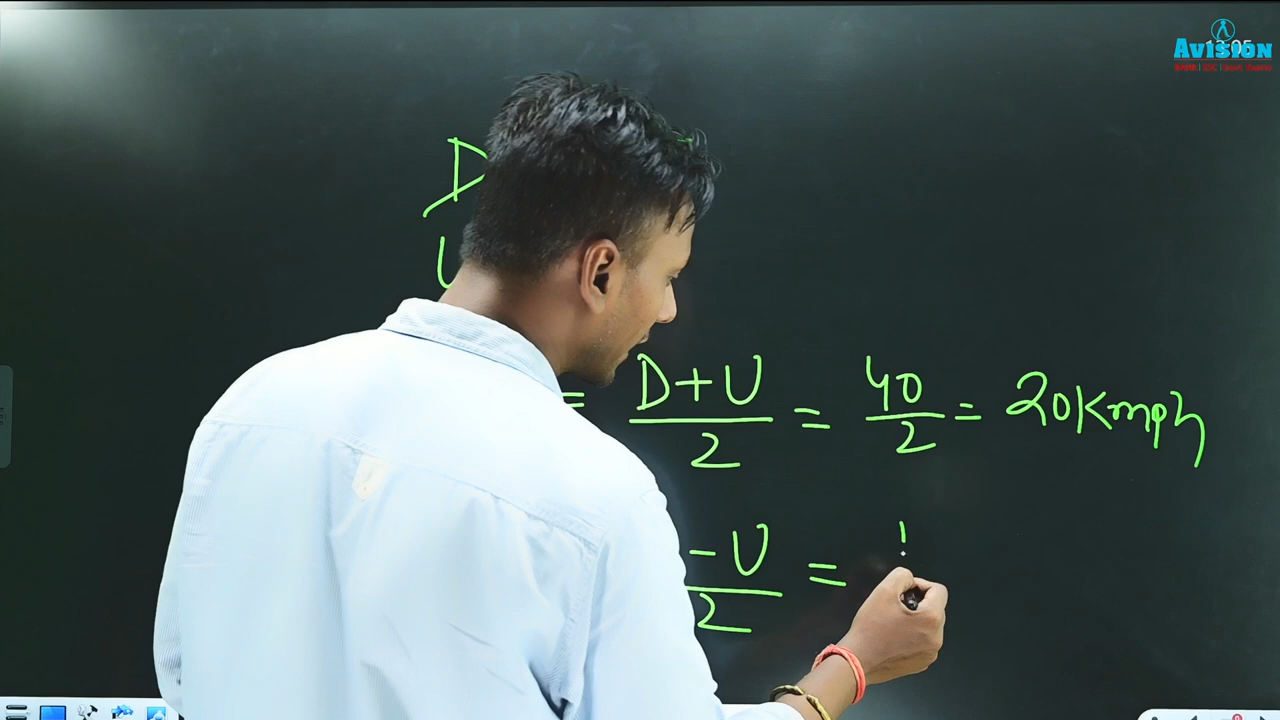 AVISION
D
U
= D+U/2 = 40/2 = 20Kmph
-U/2 =